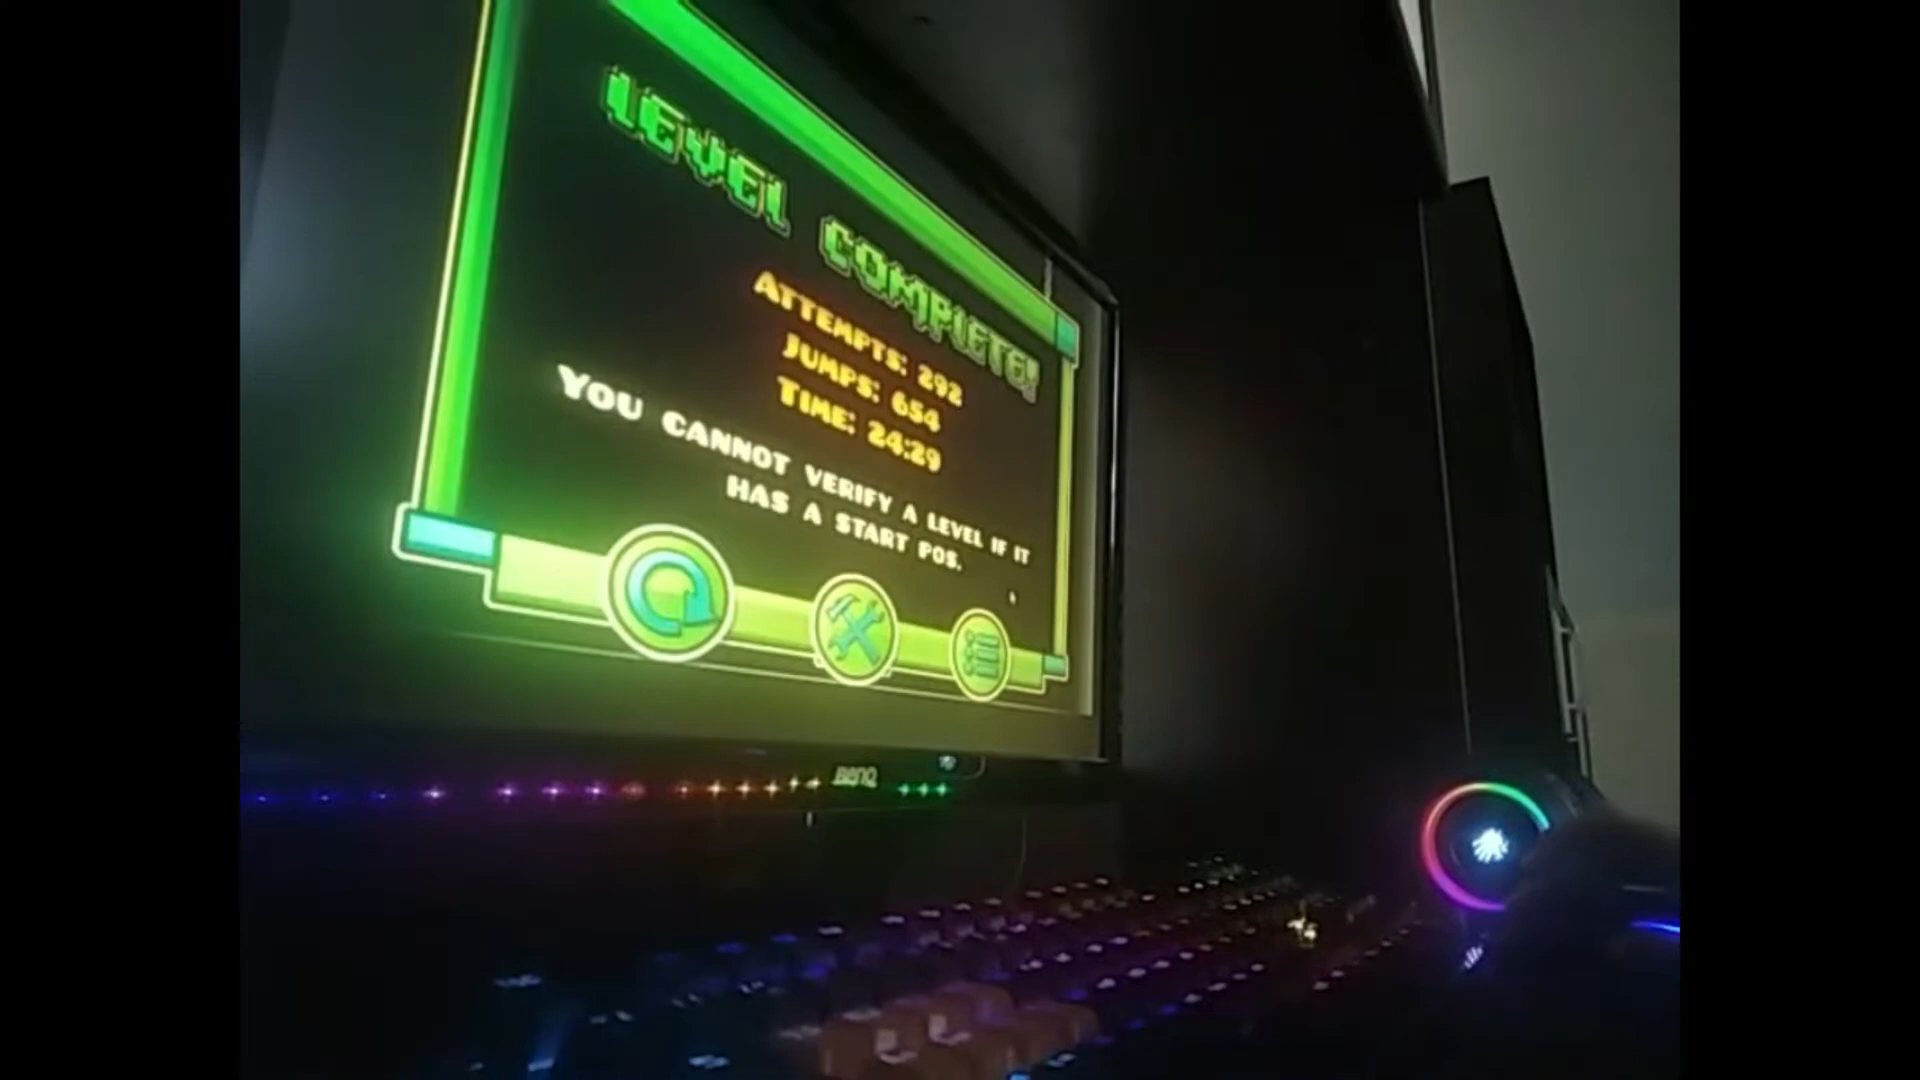 Level Complete!
Attempts: 292
Jumps: 654
Time: 24:29
You cannot verify a level if it
has a start pos.
BenQ